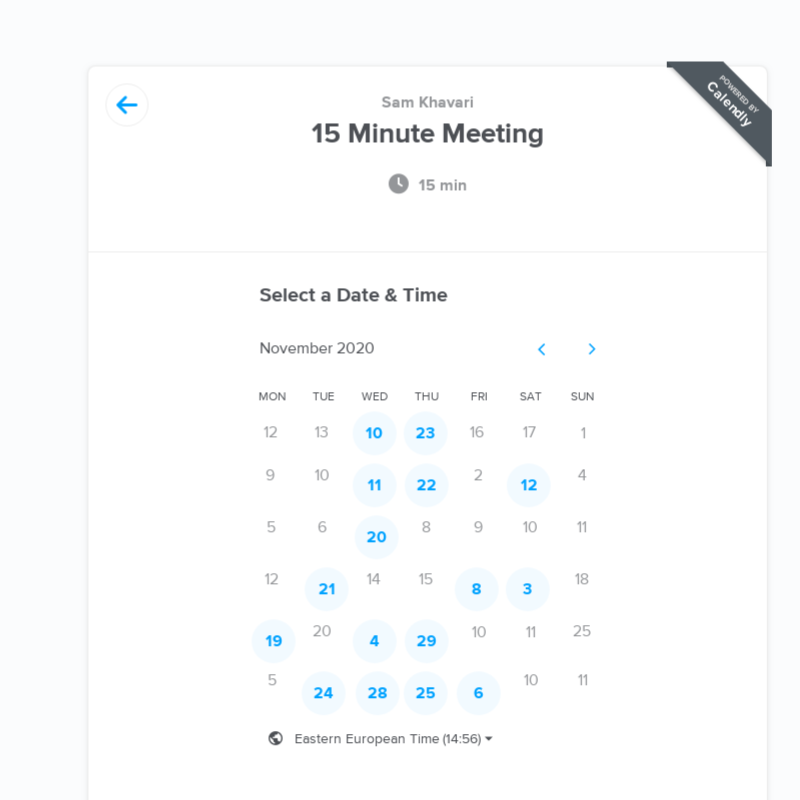 Sam Khavari
POWERED BY
Calendly
15 Minute Meeting
15 min
Select a Date & Time
November 2020
MON TUE WED THU FRI SAT SUN
12 13 10 23 16 17 1
9 10 11 22 2 12 4
5 6 20 8 9 10 11
12 21 14 15 8 3 18
19 20 4 29 10 11 25
5 24 28 25 6 10 11
Eastern European Time (14:56)